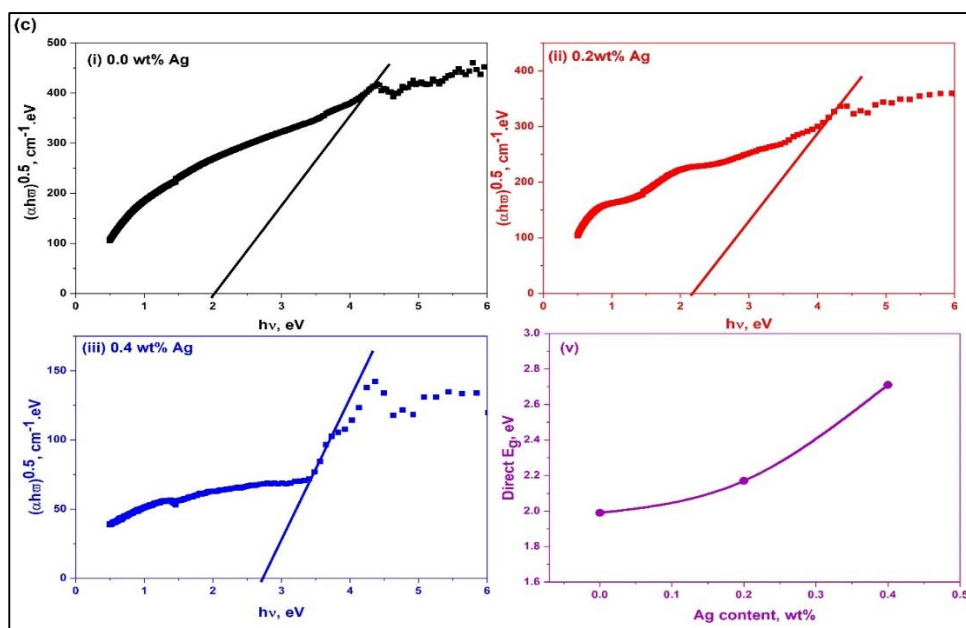 (c)
(i) 0.0 wt% Ag
500
400
300
200
100
0
(αhϖ)0.5, cm-1.eV
0 1 2 3 4 5 6
hν, eV
(ii) 0.2wt% Ag
400
300
200
100
0
(αhϖ)0.5, cm-1.eV
0 1 2 3 4 5 6
hν, eV
(iii) 0.4 wt% Ag
150
100
50
0
(αhϖ)0.5, cm-1.eV
0 1 2 3 4 5 6
hν, eV
(v)
3.0
2.8
2.6
2.4
2.2
2.0
1.8
1.6
Direct Eg, eV
0.0 0.1 0.2 0.3 0.4 0.5
Ag content, wt%